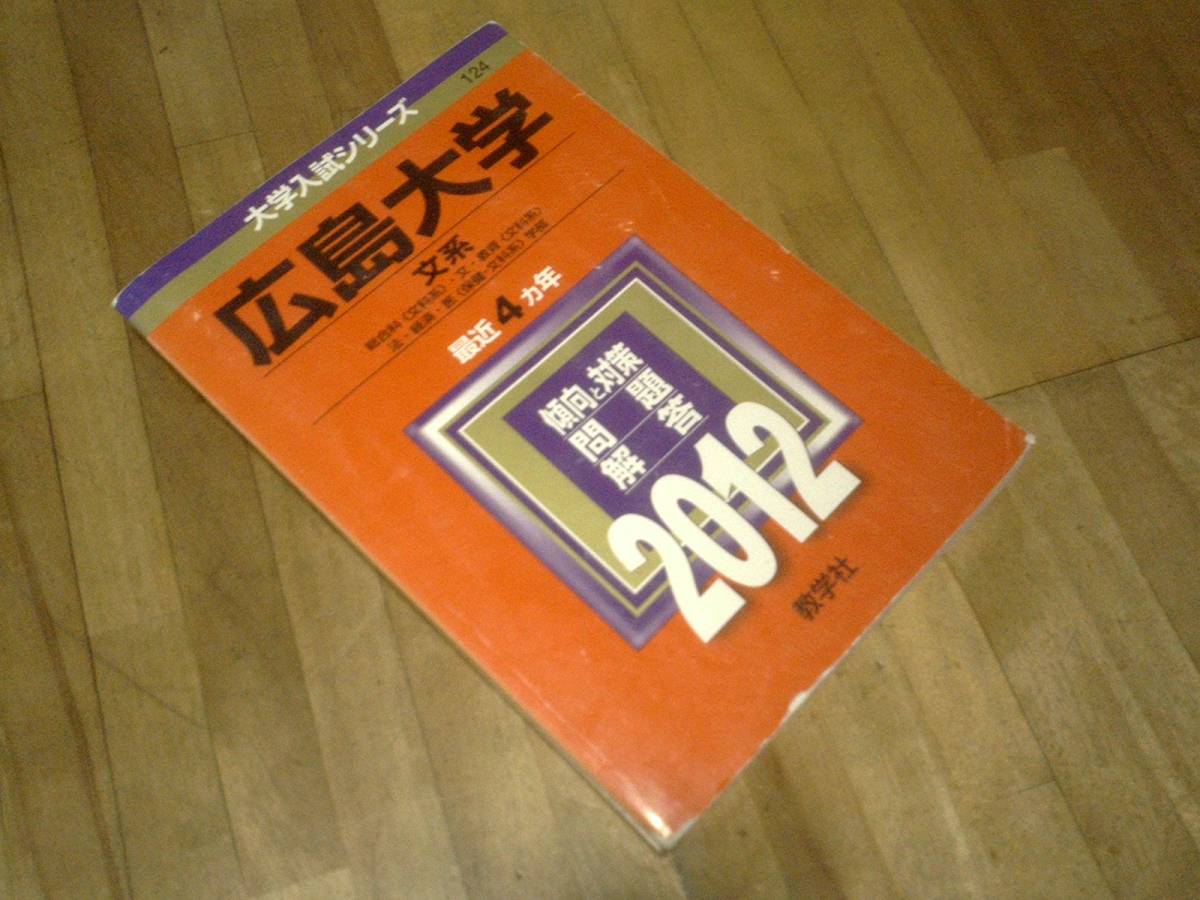 124
大学入試シリーズ
広島大学
文系
総合科〈文科系〉・文・教育〈文科系〉
法・経済・医〈保健-文科系〉学部
最近4カ年
傾向と対策
問題
解答
2012
教学社